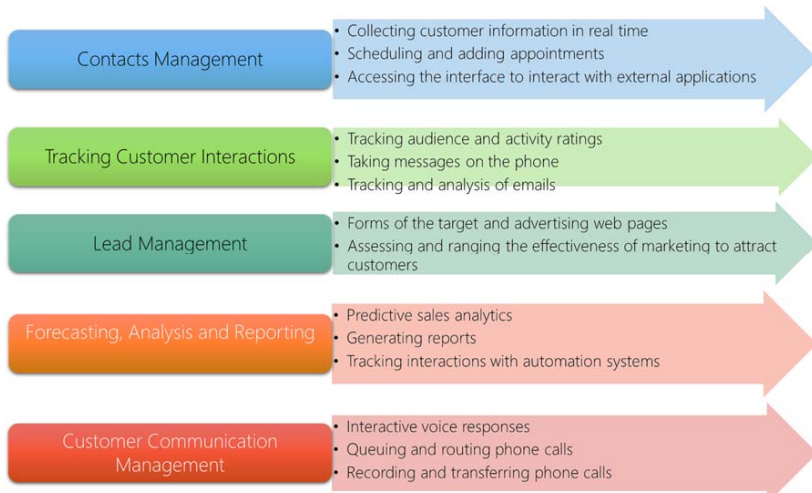 Contacts Management
• Collecting customer information in real time
• Scheduling and adding appointments
• Accessing the interface to interact with external applications
Tracking Customer Interactions
• Tracking audience and activity ratings
• Taking messages on the phone
• Tracking and analysis of emails
Lead Management
• Forms of the target and advertising web pages
• Assessing and ranging the effectiveness of marketing to attract
customers
Forecasting, Analysis and Reporting
• Predictive sales analytics
• Generating reports
• Tracking interactions with automation systems
Customer Communication
Management
• Interactive voice responses
• Queuing and routing phone calls
• Recording and transferring phone calls